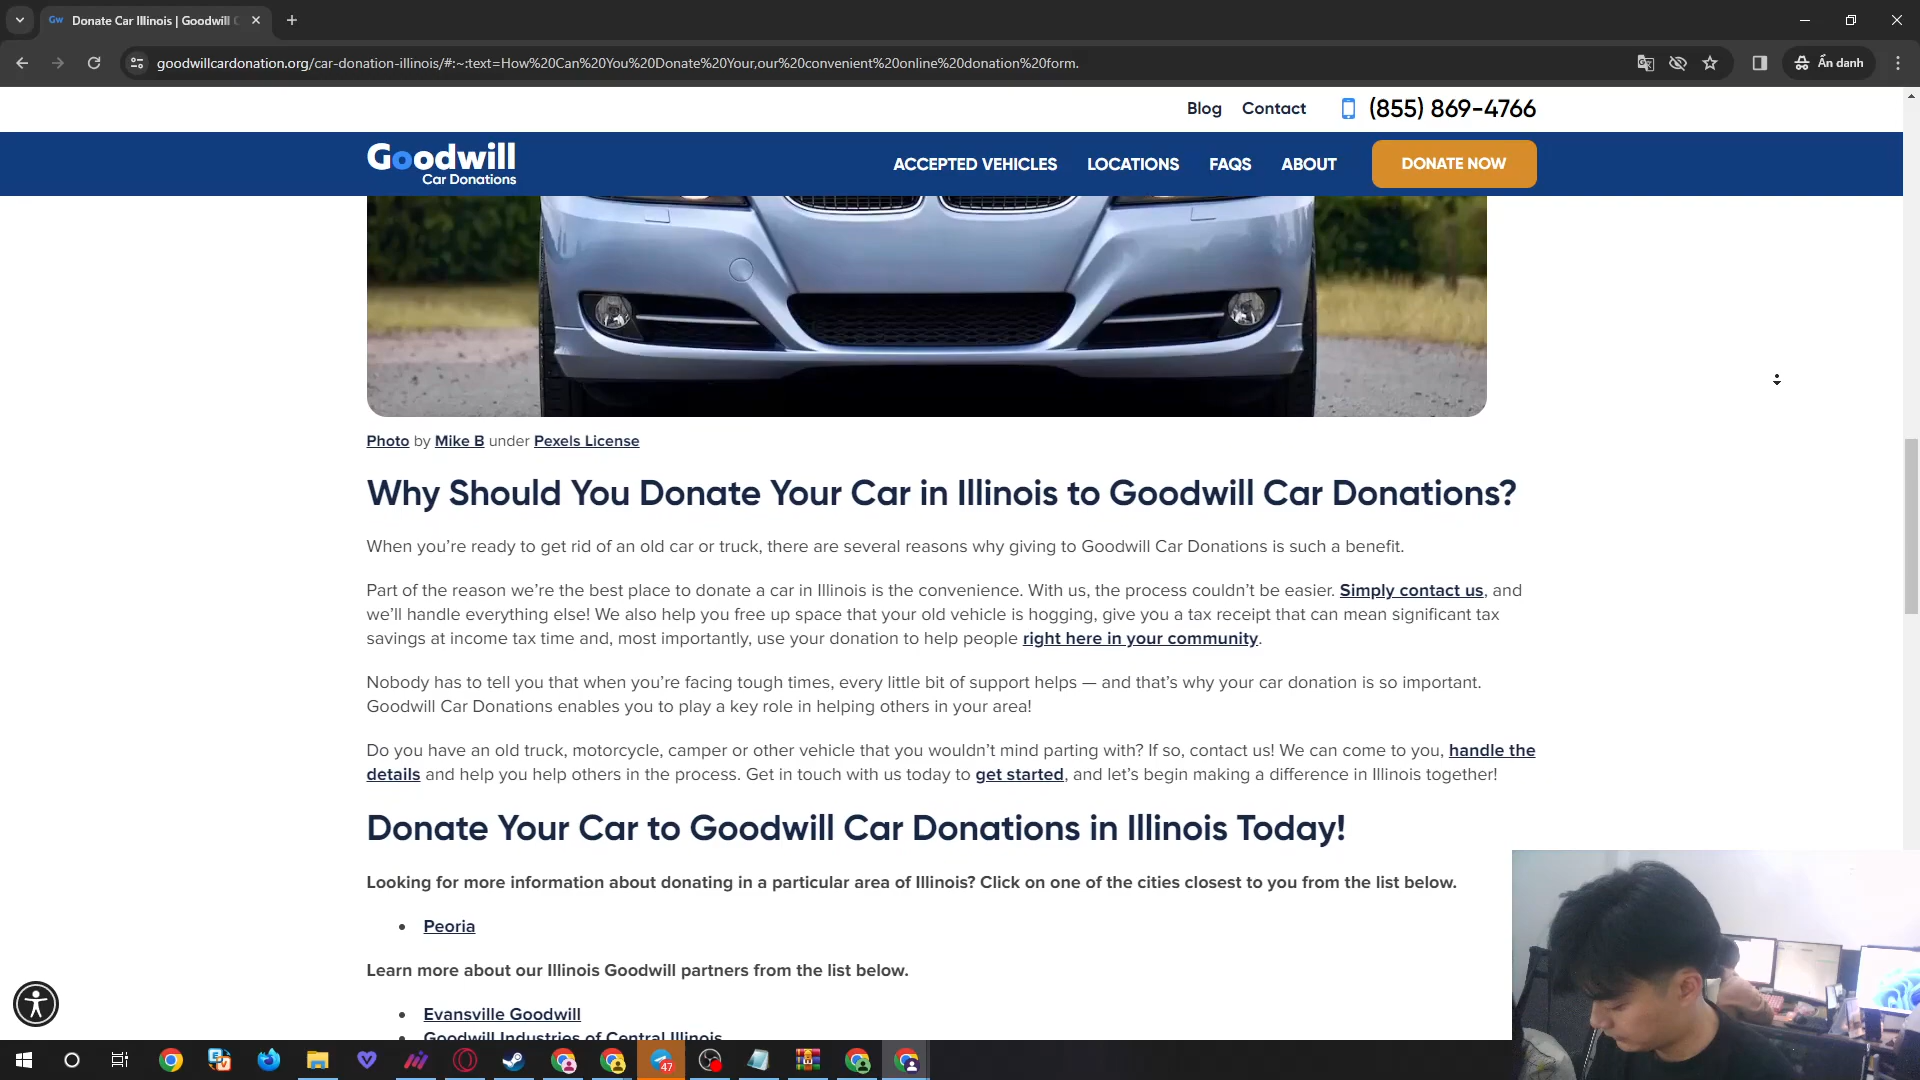 Donate Car Illinois | Goodwill C
goodwillcardonation.org/car-donation-illinois/#:~:text=How%20Can%20You%20Donate%20Your,our%20convenient%20online%20donation%20form.
Ẩn danh
Blog Contact (855) 869-4766
Goodwill
Car Donations
ACCEPTED VEHICLES LOCATIONS FAQS ABOUT DONATE NOW
Photo by Mike B under Pexels License
Why Should You Donate Your Car in Illinois to Goodwill Car Donations?
When you’re ready to get rid of an old car or truck, there are several reasons why giving to Goodwill Car Donations is such a benefit.
Part of the reason we’re the best place to donate a car in Illinois is the convenience. With us, the process couldn’t be easier. Simply contact us, and
we’ll handle everything else! We also help you free up space that your old vehicle is hogging, give you a tax receipt that can mean significant tax
savings at income tax time and, most importantly, use your donation to help people right here in your community.
Nobody has to tell you that when you’re facing tough times, every little bit of support helps — and that’s why your car donation is so important.
Goodwill Car Donations enables you to play a key role in helping others in your area!
Do you have an old truck, motorcycle, camper or other vehicle that you wouldn’t mind parting with? If so, contact us! We can come to you, handle the
details and help you help others in the process. Get in touch with us today to get started, and let’s begin making a difference in Illinois together!
Donate Your Car to Goodwill Car Donations in Illinois Today!
Looking for more information about donating in a particular area of Illinois? Click on one of the cities closest to you from the list below.
• Peoria
Learn more about our Illinois Goodwill partners from the list below.
• Evansville Goodwill
• Goodwill Industries of Central Illinois
47